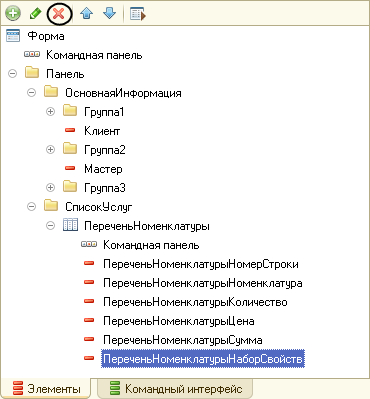 Форма
Командная панель
Панель
ОсновнаяИнформация
Группа1
Клиент
Группа2
Мастер
Группа3
СписокУслуг
ПереченьНоменклатуры
Командная панель
ПереченьНоменклатурыНомерСтроки
ПереченьНоменклатурыНоменклатура
ПереченьНоменклатурыКоличество
ПереченьНоменклатурыЦена
ПереченьНоменклатурыСумма
ПереченьНоменклатурыНаборСвойств
Элементы Командный интерфейс